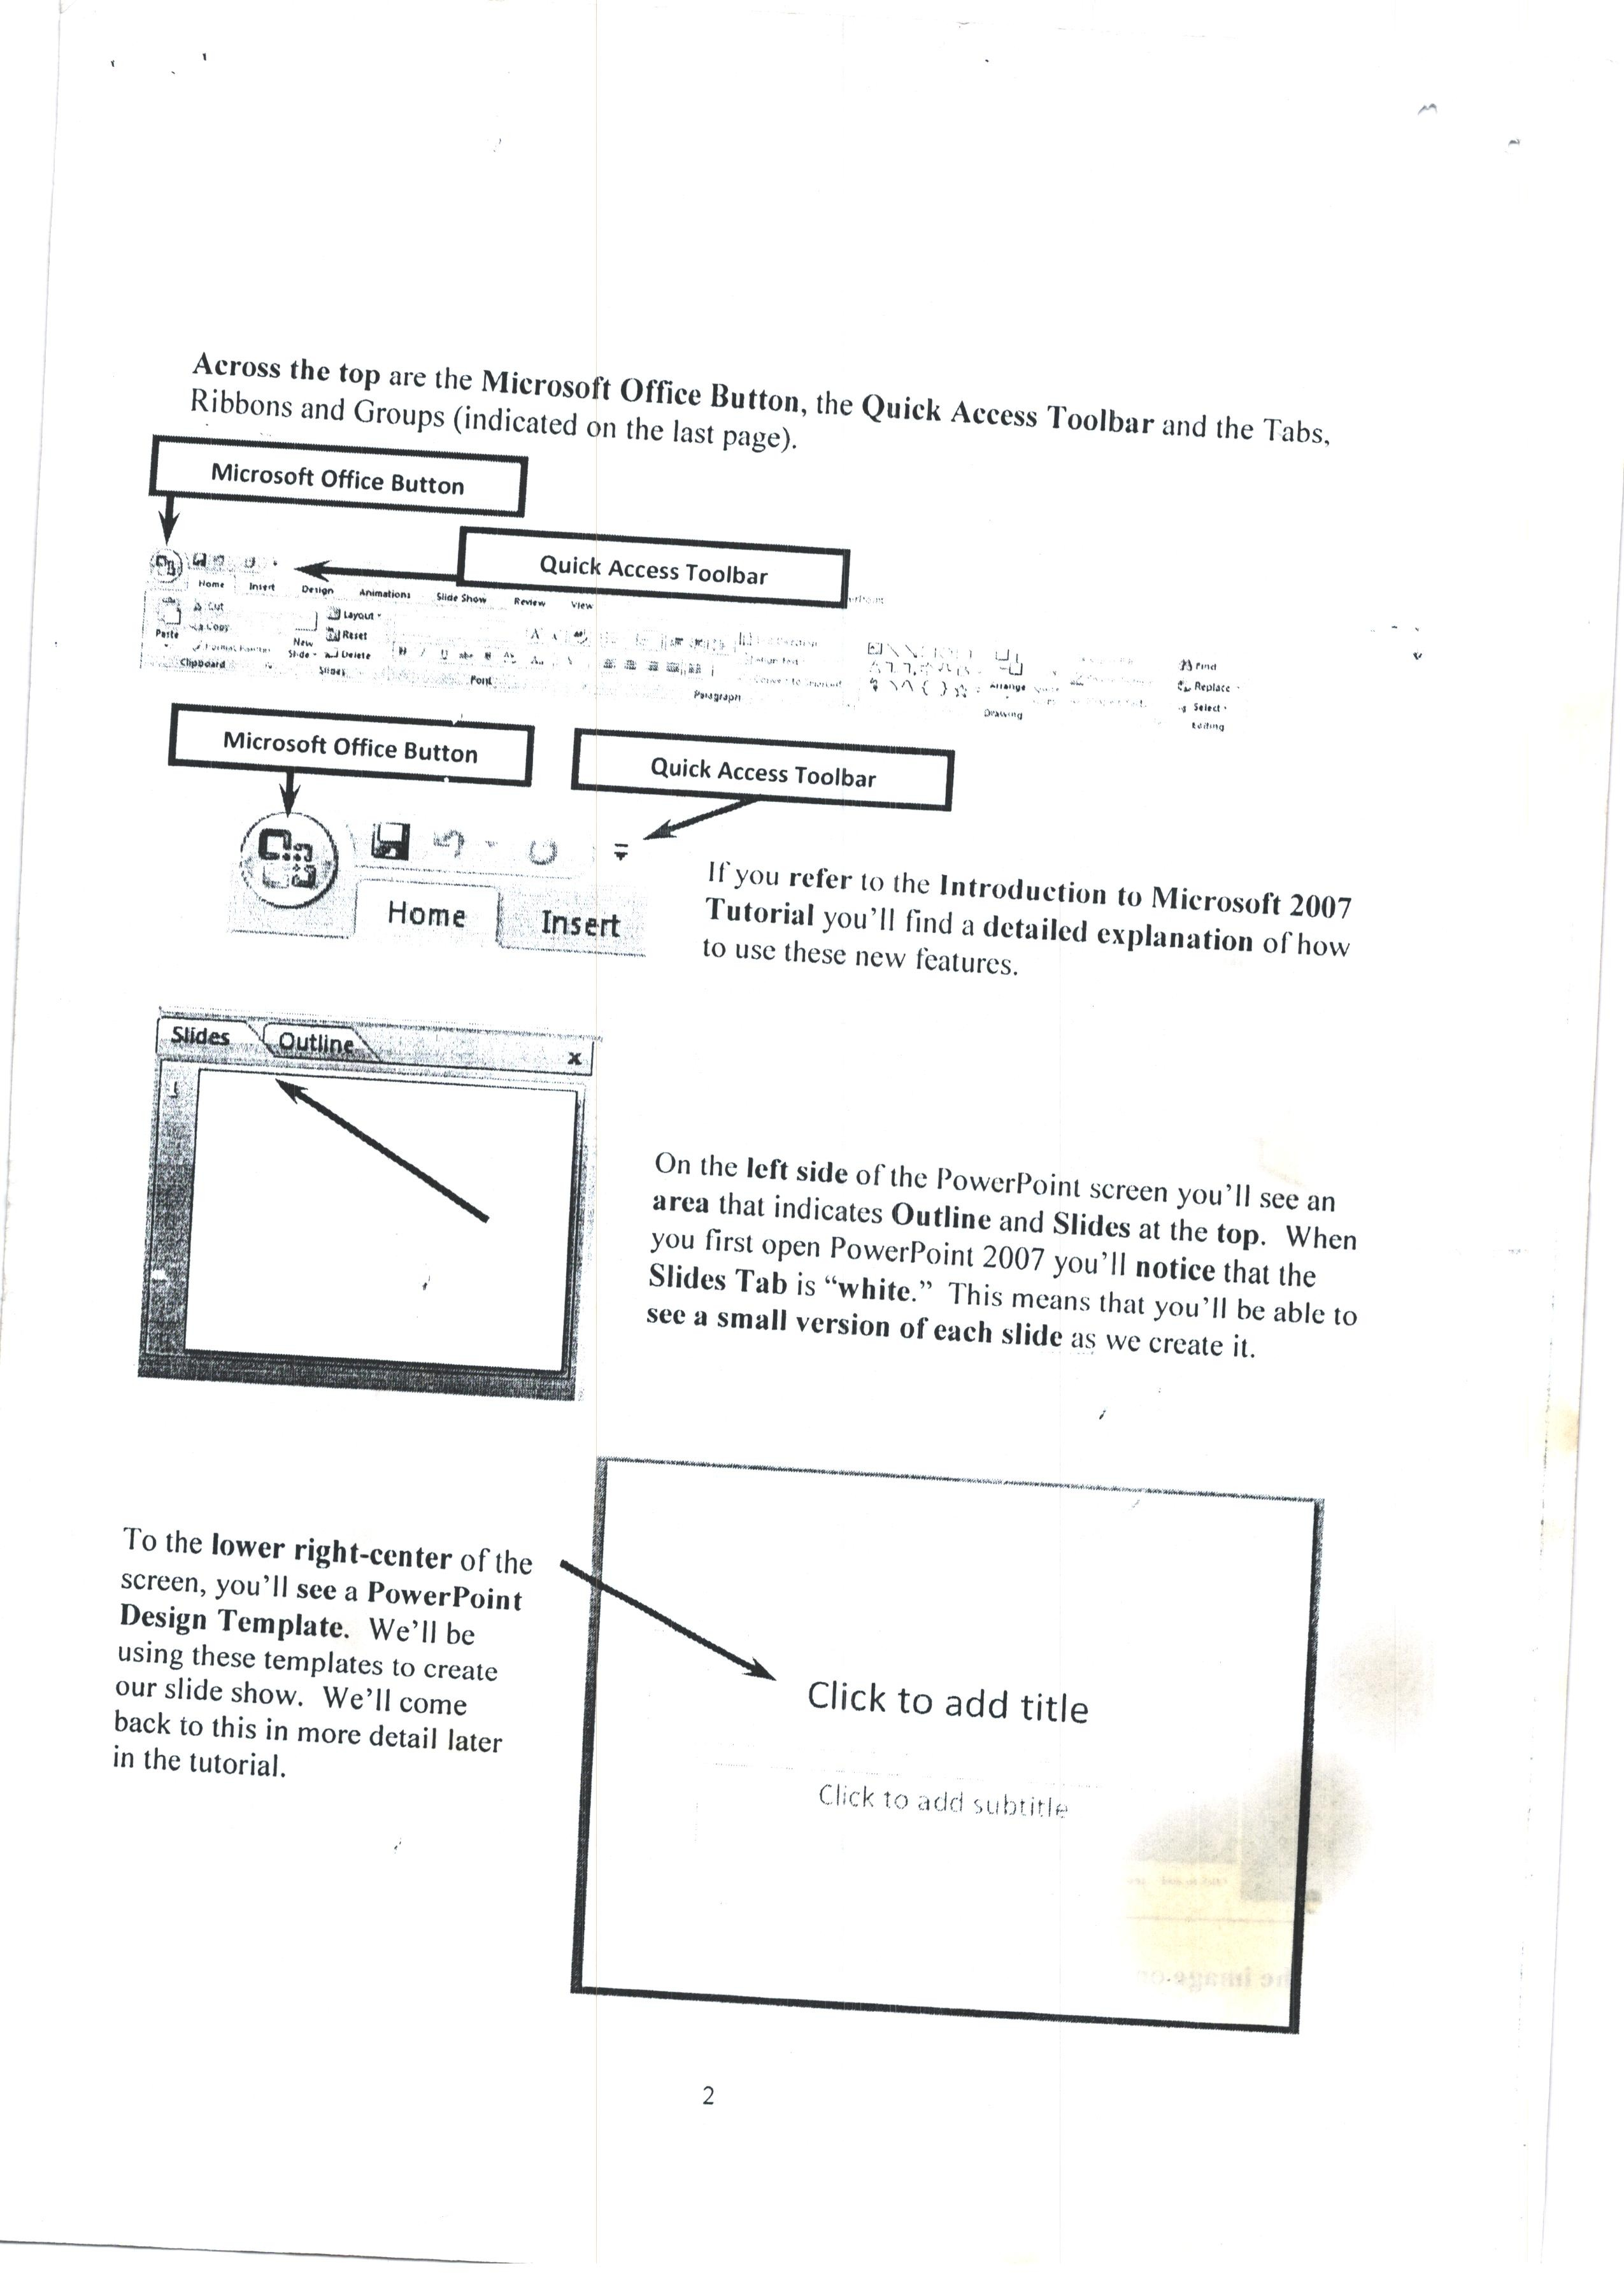 Across the top are the Microsoft Office Button, the Quick Access Toolbar and the Tabs,
Ribbons and Groups (indicated on the last page).
Microsoft Office Button
Quick Access Toolbar
Home Insert Design Animations Slide Show Review View
Cut
Copy
Paste
Clipboard
New
Slide
Layout
Reset
Delete
Slides
Font
Paragraph
Arrange
Drawing
Find
Replace
Select
Editing
Microsoft Office Button
Quick Access Toolbar
Home Insert
If you refer to the Introduction to Microsoft 2007
Tutorial you'll find a detailed explanation of how
to use these new features.
Slides Outline x
1
On the left side of the PowerPoint screen you'll see an
area that indicates Outline and Slides at the top. When
you first open PowerPoint 2007 you'll notice that the
Slides Tab is “white.” This means that you'll be able to
see a small version of each slide as we create it.
To the lower right-center of the
screen, you'll see a PowerPoint
Design Template. We'll be
using these templates to create
our slide show. We'll come
back to this in more detail later
in the tutorial.
Click to add title
Click to add subtitle
2